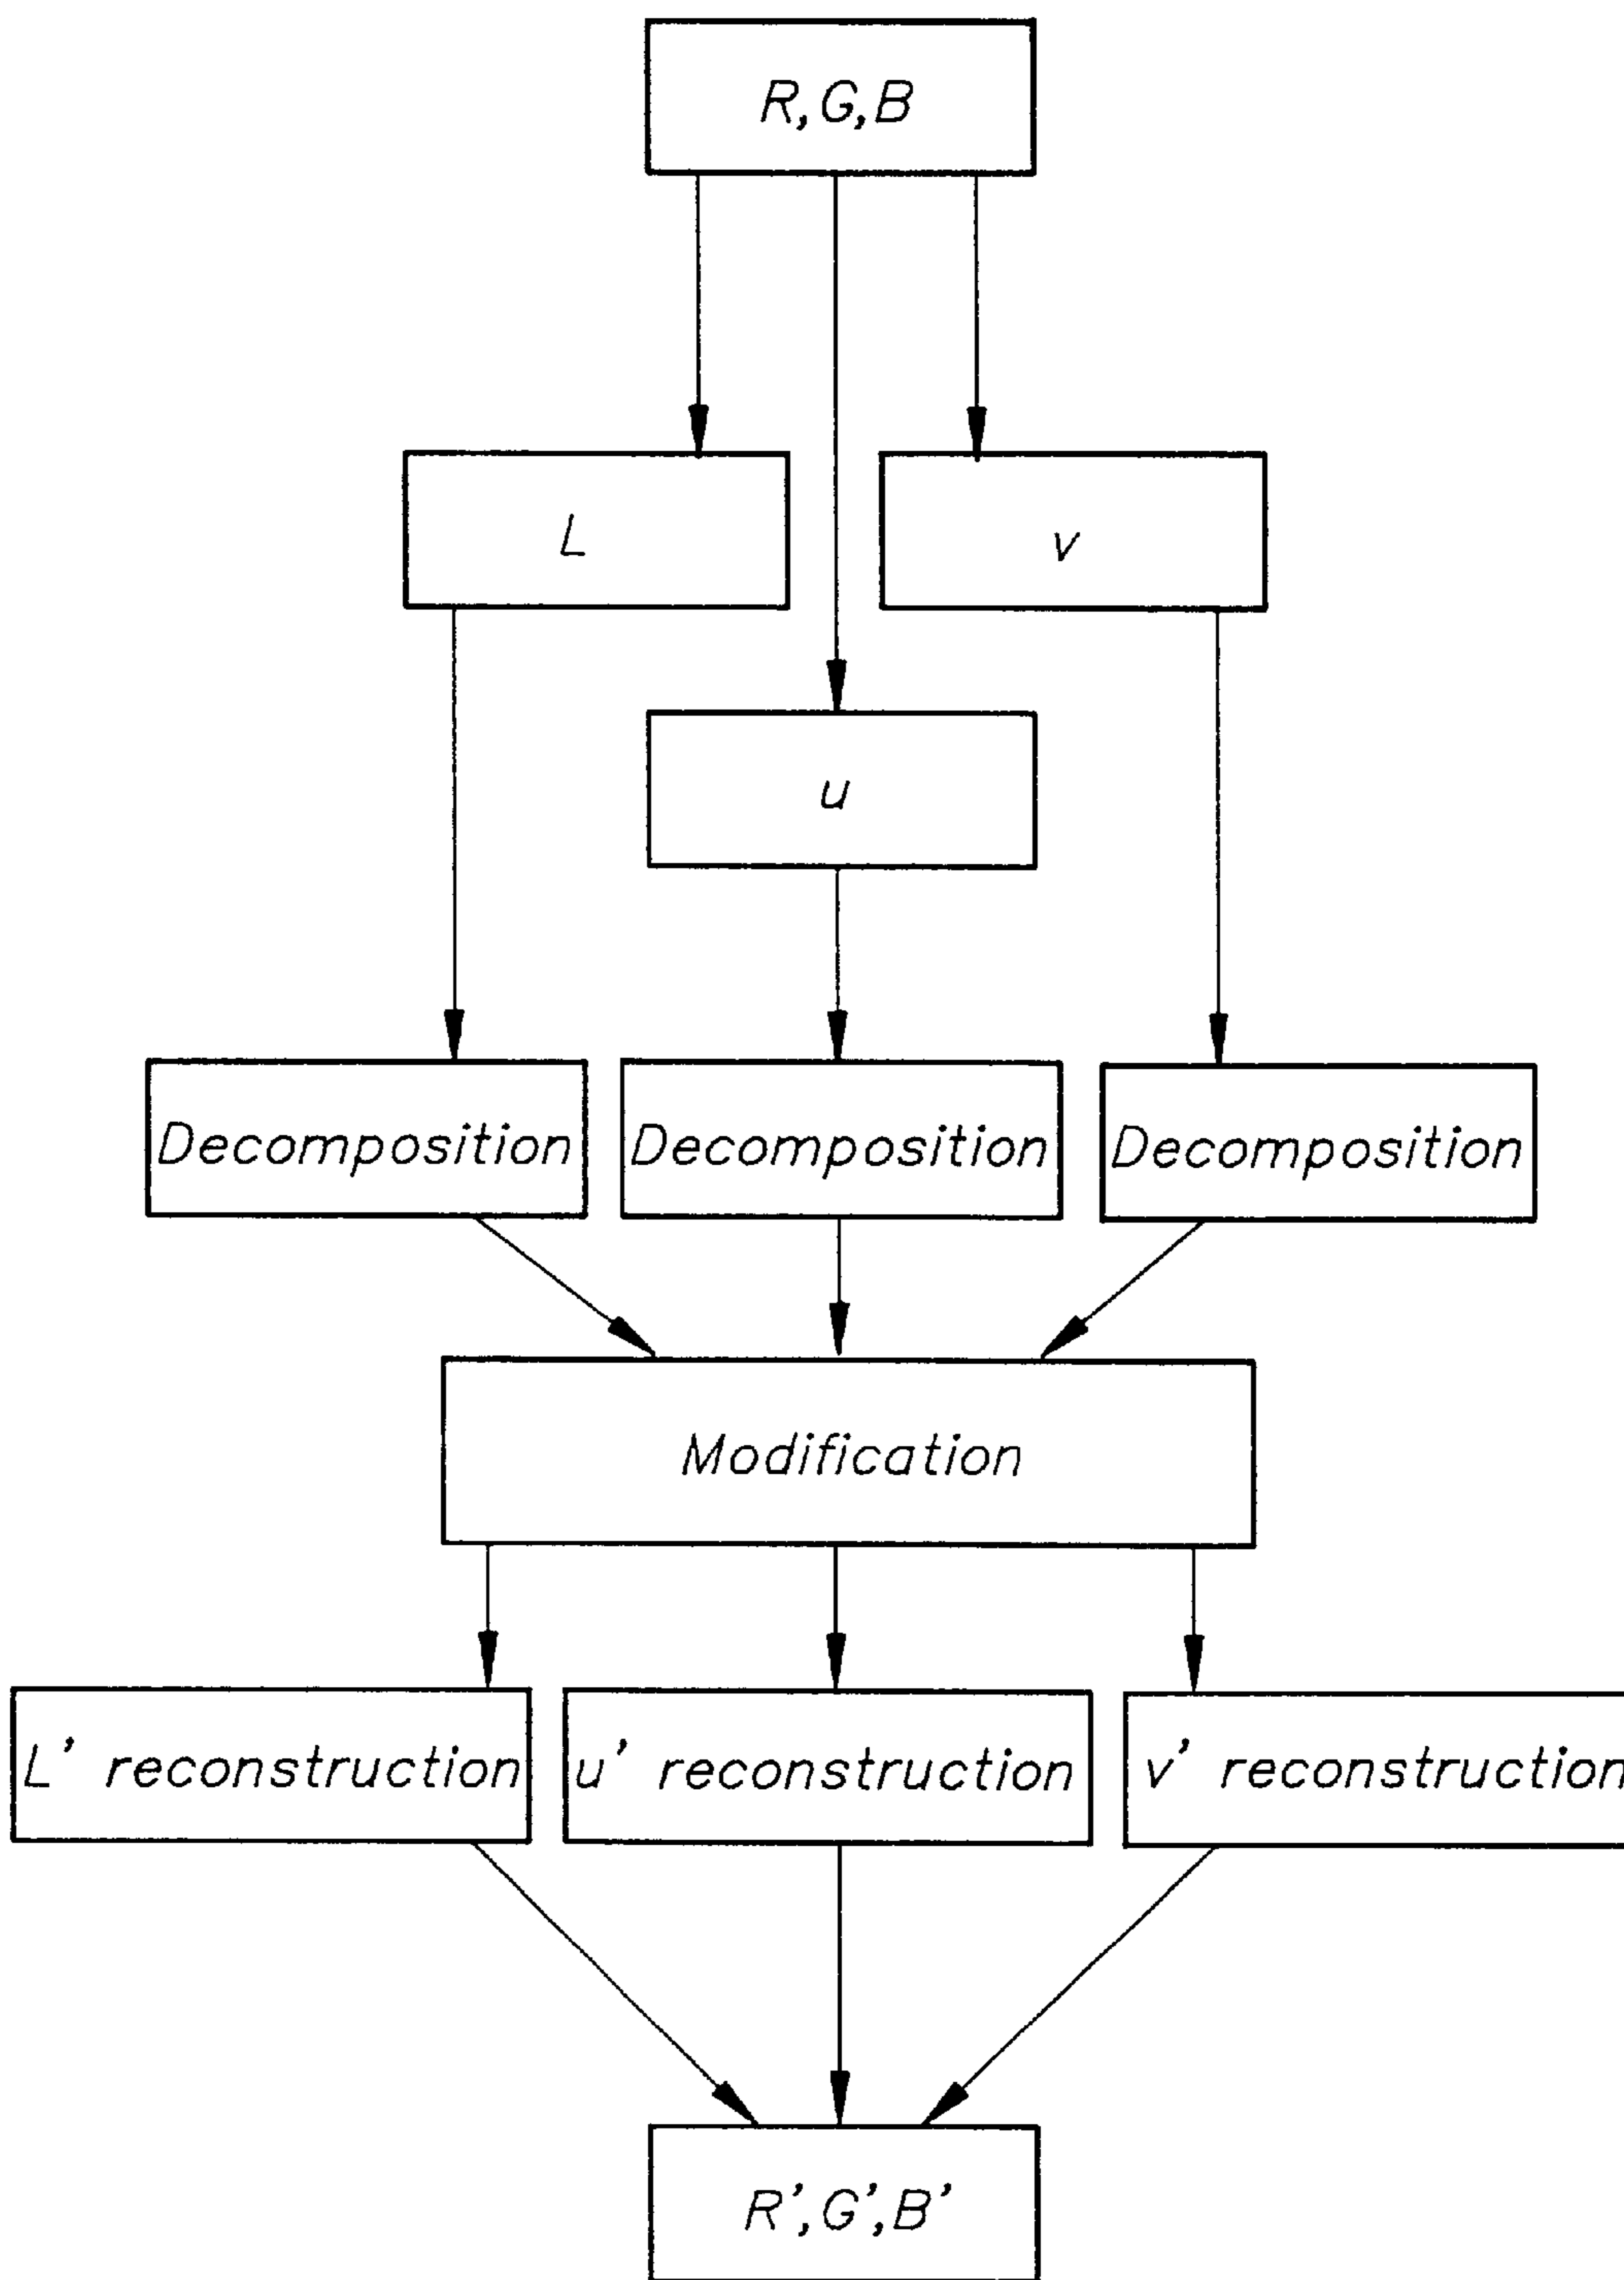 R,G,B
L
v
u
Decomposition
Decomposition
Decomposition
Modification
L' reconstruction
u' reconstruction
v' reconstruction
R',G',B'